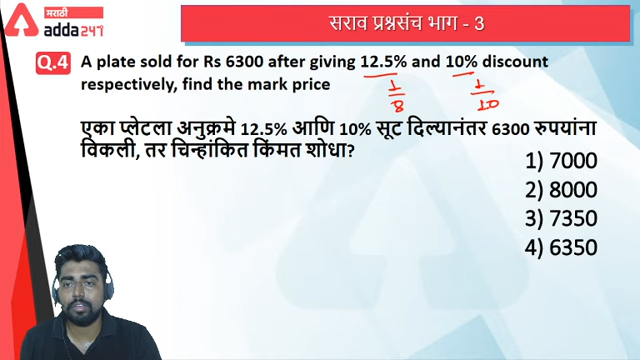 मराठी
adda247
सराव प्रश्नसंच भाग - 3
Q.4 A plate sold for Rs 6300 after giving 12.5% and 10% discount
respectively, find the mark price
1/8 1/10
एका प्लेटला अनुक्रमे 12.5% आणि 10% सूट दिल्यानंतर 6300 रुपयांना
विकली, तर चिन्हांकित किंमत शोधा?
1) 7000
2) 8000
3) 7350
4) 6350